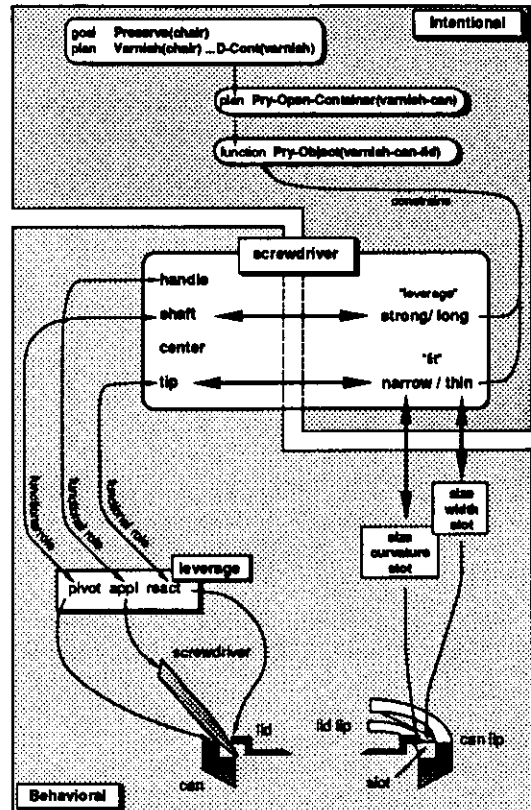 Intentional
goal Preserve(chair)
plan Varnish(chair) ... D-Cont(varnish)
plan Pry-Open-Container(varnish-can)
function Pry-Object(varnish-can-lid)
constrains
screwdriver
handle
"leverage"
shaft
strong/ long
center
"fit"
tip
narrow / thin
functional role
functional role
functional role
size
width
slot
size
curvature
slot
leverage
pivot appl react
screwdriver
lid
lid lip
can lip
can
slot
Behavioral